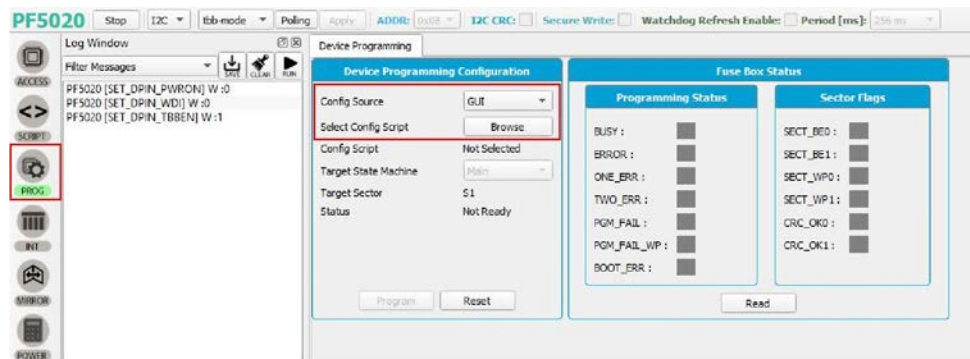 PF5020 Stop I2C tbb-mode Polling Apply ADDR: 0x08 I2C CRC: Secure Write: Watchdog Refresh Enable: Period [ms]: 256 ms
Log Window
Filter Messages SAVE CLEAR RUN
PF5020 [SET_DPIN_PWRON] W :0
PF5020 [SET_DPIN_WDI] W :0
PF5020 [SET_DPIN_TBBEN] W :1
ACCESS
SCRIPT
PROG
INT
MIRROR
POWER
Device Programming
Device Programming Configuration
Config Source GUI
Select Config Script Browse
Config Script Not Selected
Target State Machine Main
Target Sector S1
Status Not Ready
Program Reset
Fuse Box Status
Programming Status
BUSY :
ERROR :
ONE_ERR :
TWO_ERR :
PGM_FAIL :
PGM_FAIL_WP :
BOOT_ERR :
Sector Flags
SECT_BE0 :
SECT_BE1 :
SECT_WP0 :
SECT_WP1 :
CRC_OK0 :
CRC_OK1 :
Read